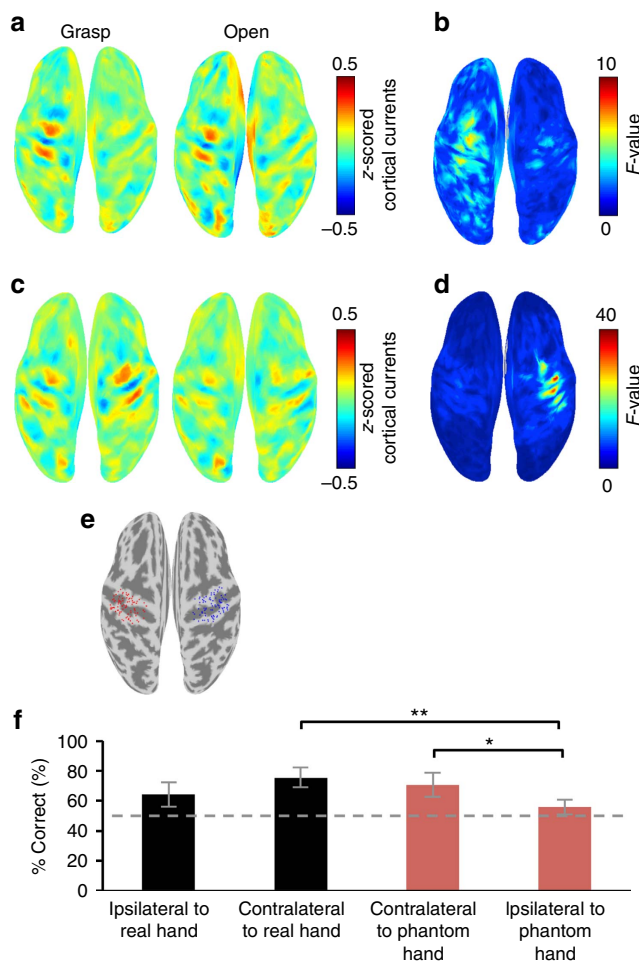 a
Grasp
Open
0.5
–0.5
z-scored
cortical currents
b
10
0
F-value
c
0.5
–0.5
z-scored
cortical currents
d
40
0
F-value
e
f
**
*
% Correct (%)
100
80
60
40
20
0
Ipsilateral to
real hand
Contralateral
to real hand
Contralateral
to phantom
hand
Ipsilateral to
phantom
hand